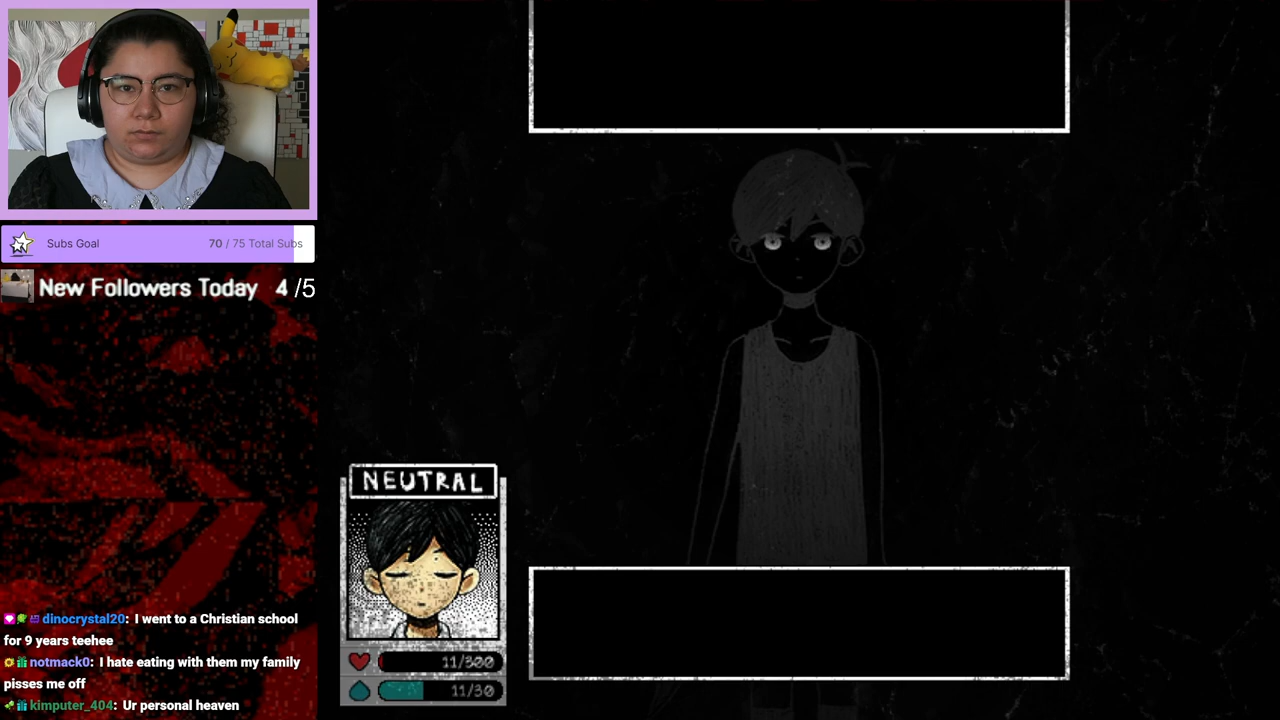 Subs Goal 70 / 75 Total Subs
New Followers Today 4 /5
NEUTRAL
11/300
11/30
dinocrystal20: I went to a Christian school
for 9 years teehee
notmack0: I hate eating with them my family
pisses me off
kimputer_404: Ur personal heaven